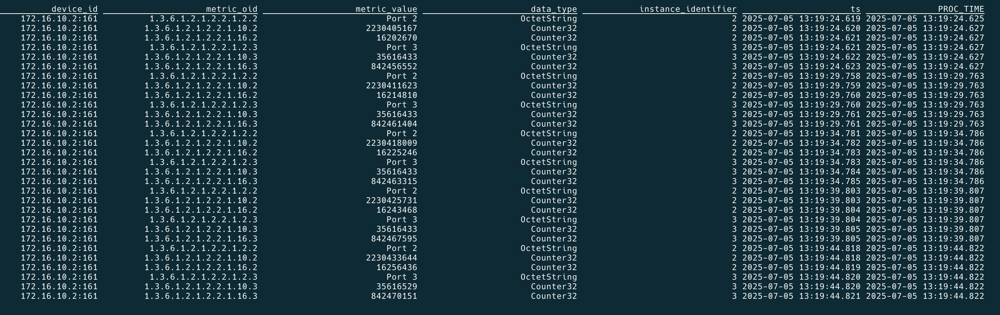 device_id metric_oid metric_value data_type instance_identifier ts PROC_TIME
172.16.10.2:161 1.3.6.1.2.1.2.2.1.2.2 Port 2 OctetString 2 2025-07-05 13:19:24.619 2025-07-05 13:19:24.625
172.16.10.2:161 1.3.6.1.2.1.2.2.1.10.2 2230405167 Counter32 2 2025-07-05 13:19:24.620 2025-07-05 13:19:24.627
172.16.10.2:161 1.3.6.1.2.1.2.2.1.16.2 16202670 Counter32 2 2025-07-05 13:19:24.621 2025-07-05 13:19:24.627
172.16.10.2:161 1.3.6.1.2.1.2.2.1.2.3 Port 3 OctetString 3 2025-07-05 13:19:24.621 2025-07-05 13:19:24.627
172.16.10.2:161 1.3.6.1.2.1.2.2.1.10.3 35616433 Counter32 3 2025-07-05 13:19:24.622 2025-07-05 13:19:24.627
172.16.10.2:161 1.3.6.1.2.1.2.2.1.16.3 842456552 Counter32 3 2025-07-05 13:19:24.623 2025-07-05 13:19:24.627
172.16.10.2:161 1.3.6.1.2.1.2.2.1.2.2 Port 2 OctetString 2 2025-07-05 13:19:29.758 2025-07-05 13:19:29.763
172.16.10.2:161 1.3.6.1.2.1.2.2.1.10.2 2230411623 Counter32 2 2025-07-05 13:19:29.759 2025-07-05 13:19:29.763
172.16.10.2:161 1.3.6.1.2.1.2.2.1.16.2 16214810 Counter32 2 2025-07-05 13:19:29.760 2025-07-05 13:19:29.763
172.16.10.2:161 1.3.6.1.2.1.2.2.1.2.3 Port 3 OctetString 3 2025-07-05 13:19:29.760 2025-07-05 13:19:29.763
172.16.10.2:161 1.3.6.1.2.1.2.2.1.10.3 35616433 Counter32 3 2025-07-05 13:19:29.761 2025-07-05 13:19:29.763
172.16.10.2:161 1.3.6.1.2.1.2.2.1.16.3 842461404 Counter32 3 2025-07-05 13:19:29.761 2025-07-05 13:19:29.763
172.16.10.2:161 1.3.6.1.2.1.2.2.1.2.2 Port 2 OctetString 2 2025-07-05 13:19:34.781 2025-07-05 13:19:34.786
172.16.10.2:161 1.3.6.1.2.1.2.2.1.10.2 2230418009 Counter32 2 2025-07-05 13:19:34.782 2025-07-05 13:19:34.786
172.16.10.2:161 1.3.6.1.2.1.2.2.1.16.2 16225246 Counter32 2 2025-07-05 13:19:34.783 2025-07-05 13:19:34.786
172.16.10.2:161 1.3.6.1.2.1.2.2.1.2.3 Port 3 OctetString 3 2025-07-05 13:19:34.783 2025-07-05 13:19:34.786
172.16.10.2:161 1.3.6.1.2.1.2.2.1.10.3 35616433 Counter32 3 2025-07-05 13:19:34.784 2025-07-05 13:19:34.786
172.16.10.2:161 1.3.6.1.2.1.2.2.1.16.3 842463315 Counter32 3 2025-07-05 13:19:34.785 2025-07-05 13:19:34.786
172.16.10.2:161 1.3.6.1.2.1.2.2.1.2.2 Port 2 OctetString 2 2025-07-05 13:19:39.803 2025-07-05 13:19:39.807
172.16.10.2:161 1.3.6.1.2.1.2.2.1.10.2 2230425731 Counter32 2 2025-07-05 13:19:39.803 2025-07-05 13:19:39.807
172.16.10.2:161 1.3.6.1.2.1.2.2.1.16.2 16243468 Counter32 2 2025-07-05 13:19:39.804 2025-07-05 13:19:39.807
172.16.10.2:161 1.3.6.1.2.1.2.2.1.2.3 Port 3 OctetString 3 2025-07-05 13:19:39.804 2025-07-05 13:19:39.807
172.16.10.2:161 1.3.6.1.2.1.2.2.1.10.3 35616433 Counter32 3 2025-07-05 13:19:39.805 2025-07-05 13:19:39.807
172.16.10.2:161 1.3.6.1.2.1.2.2.1.16.3 842467595 Counter32 3 2025-07-05 13:19:39.805 2025-07-05 13:19:39.807
172.16.10.2:161 1.3.6.1.2.1.2.2.1.2.2 Port 2 OctetString 2 2025-07-05 13:19:44.818 2025-07-05 13:19:44.822
172.16.10.2:161 1.3.6.1.2.1.2.2.1.10.2 2230433644 Counter32 2 2025-07-05 13:19:44.818 2025-07-05 13:19:44.822
172.16.10.2:161 1.3.6.1.2.1.2.2.1.16.2 16256436 Counter32 2 2025-07-05 13:19:44.819 2025-07-05 13:19:44.822
172.16.10.2:161 1.3.6.1.2.1.2.2.1.2.3 Port 3 OctetString 3 2025-07-05 13:19:44.820 2025-07-05 13:19:44.822
172.16.10.2:161 1.3.6.1.2.1.2.2.1.10.3 35616529 Counter32 3 2025-07-05 13:19:44.820 2025-07-05 13:19:44.822
172.16.10.2:161 1.3.6.1.2.1.2.2.1.16.3 842470151 Counter32 3 2025-07-05 13:19:44.821 2025-07-05 13:19:44.822